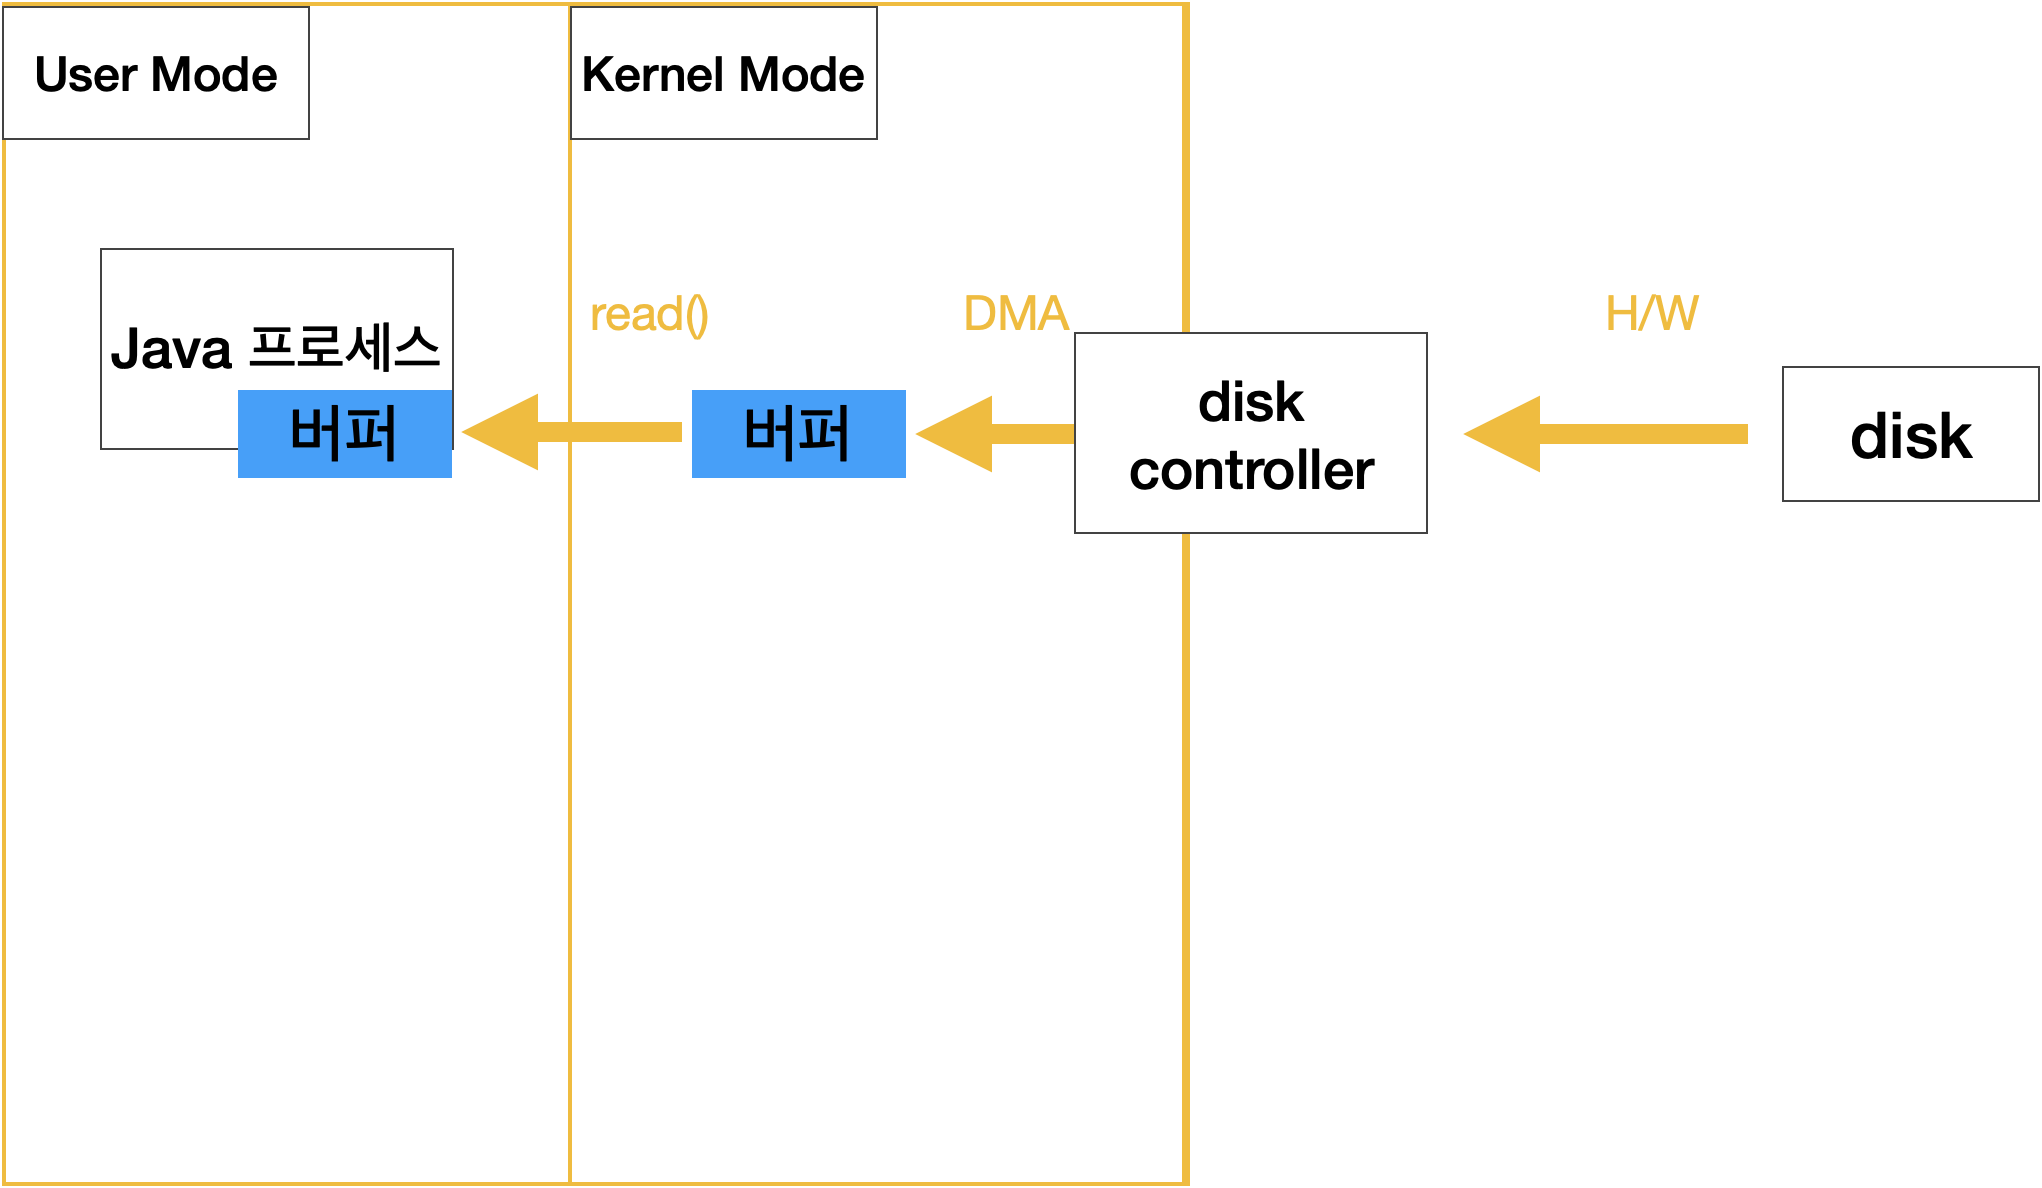 User Mode
Kernel Mode
Java 프로세스
버퍼
read()
버퍼
DMA
disk
controller
H/W
disk